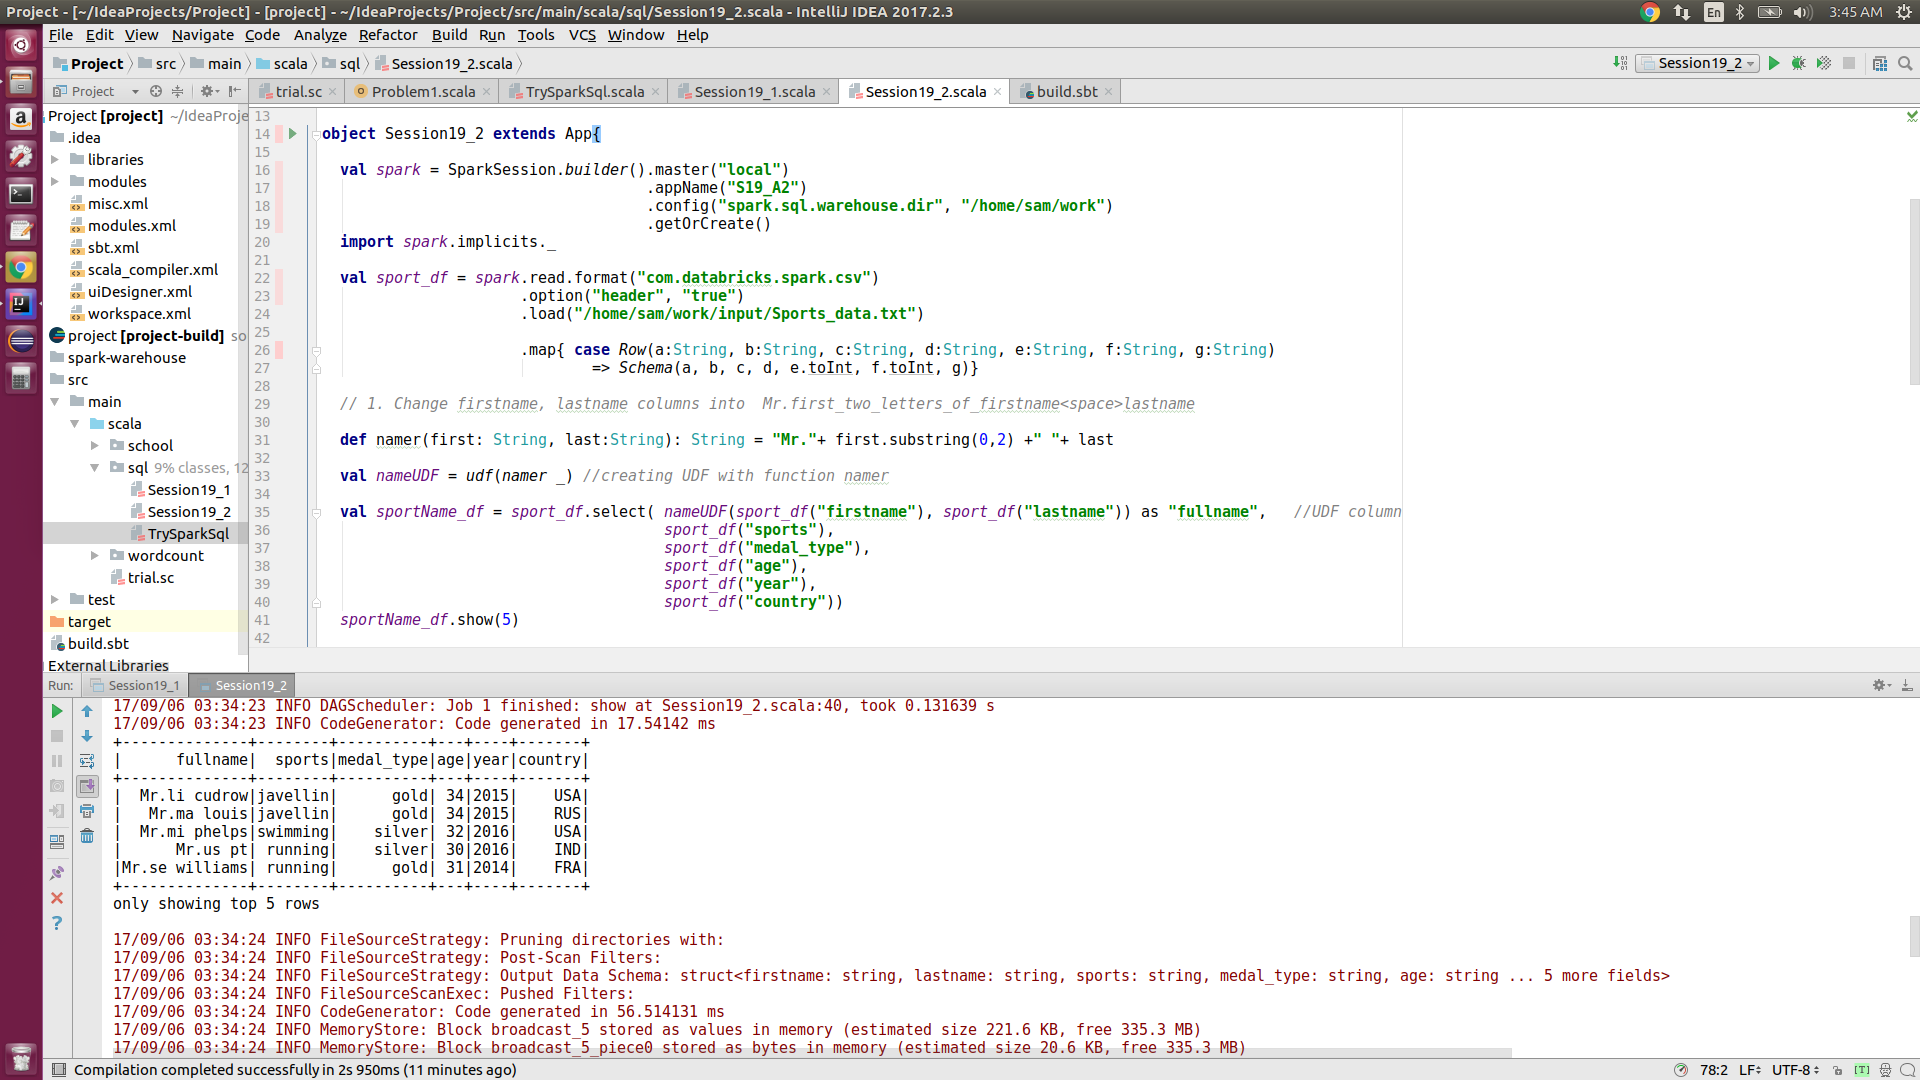 Project - [~/IdeaProjects/Project] - [project] - ~/IdeaProjects/Project/src/main/scala/sql/Session19_2.scala - IntelliJ IDEA 2017.2.3
En
3:45 AM
File Edit View Navigate Code Analyze Refactor Build Run Tools VCS Window Help
Project src main scala sql Session19_2.scala
Session19_2
Project
trial.sc Problem1.scala TrySparkSql.scala Session19_1.scala Session19_2.scala build.sbt
Project [project] ~/IdeaProje
.idea
libraries
modules
misc.xml
modules.xml
sbt.xml
scala_compiler.xml
uiDesigner.xml
workspace.xml
project [project-build] so
spark-warehouse
src
main
scala
school
sql 9% classes, 12
Session19_1
Session19_2
TrySparkSql
wordcount
trial.sc
test
target
build.sbt
External Libraries
13
14 object Session19_2 extends App{
15
16 val spark = SparkSession.builder().master("local")
17 .appName("S19_A2")
18 .config("spark.sql.warehouse.dir", "/home/sam/work")
19 .getOrCreate()
20 import spark.implicits._
21
22 val sport_df = spark.read.format("com.databricks.spark.csv")
23 .option("header", "true")
24 .load("/home/sam/work/input/Sports_data.txt")
25
26 .map{ case Row(a:String, b:String, c:String, d:String, e:String, f:String, g:String)
27 => Schema(a, b, c, d, e.toInt, f.toInt, g)}
28
29 // 1. Change firstname, lastname columns into  Mr.first_two_letters_of_firstname<space>lastname
30
31 def namer(first: String, last:String): String = "Mr."+ first.substring(0,2) +" "+ last
32
33 val nameUDF = udf(namer _) //creating UDF with function namer
34
35 val sportName_df = sport_df.select( nameUDF(sport_df("firstname"), sport_df("lastname")) as "fullname",   //UDF column
36 sport_df("sports"),
37 sport_df("medal_type"),
38 sport_df("age"),
39 sport_df("year"),
40 sport_df("country"))
41 sportName_df.show(5)
42
Run: Session19_1 Session19_2
17/09/06 03:34:23 INFO DAGScheduler: Job 1 finished: show at Session19_2.scala:40, took 0.131639 s
17/09/06 03:34:23 INFO CodeGenerator: Code generated in 17.54142 ms
+--------------+--------+----------+---+----+-------+
|      fullname|  sports|medal_type|age|year|country|
+--------------+--------+----------+---+----+-------+
|  Mr.li cudrow|javellin|      gold| 34|2015|    USA|
|   Mr.ma louis|javellin|      gold| 34|2015|    RUS|
|  Mr.mi phelps|swimming|    silver| 32|2016|    USA|
|      Mr.us pt| running|    silver| 30|2016|    IND|
|Mr.se williams| running|      gold| 31|2014|    FRA|
+--------------+--------+----------+---+----+-------+
only showing top 5 rows
17/09/06 03:34:24 INFO FileSourceStrategy: Pruning directories with:
17/09/06 03:34:24 INFO FileSourceStrategy: Post-Scan Filters:
17/09/06 03:34:24 INFO FileSourceStrategy: Output Data Schema: struct<firstname: string, lastname: string, sports: string, medal_type: string, age: string ... 5 more fields>
17/09/06 03:34:24 INFO FileSourceScanExec: Pushed Filters:
17/09/06 03:34:24 INFO CodeGenerator: Code generated in 56.514131 ms
17/09/06 03:34:24 INFO MemoryStore: Block broadcast_5 stored as values in memory (estimated size 221.6 KB, free 335.3 MB)
17/09/06 03:34:24 INFO MemoryStore: Block broadcast_5_piece0 stored as bytes in memory (estimated size 20.6 KB, free 335.3 MB)
Compilation completed successfully in 2s 950ms (11 minutes ago)
78:2 LF UTF-8 [T]